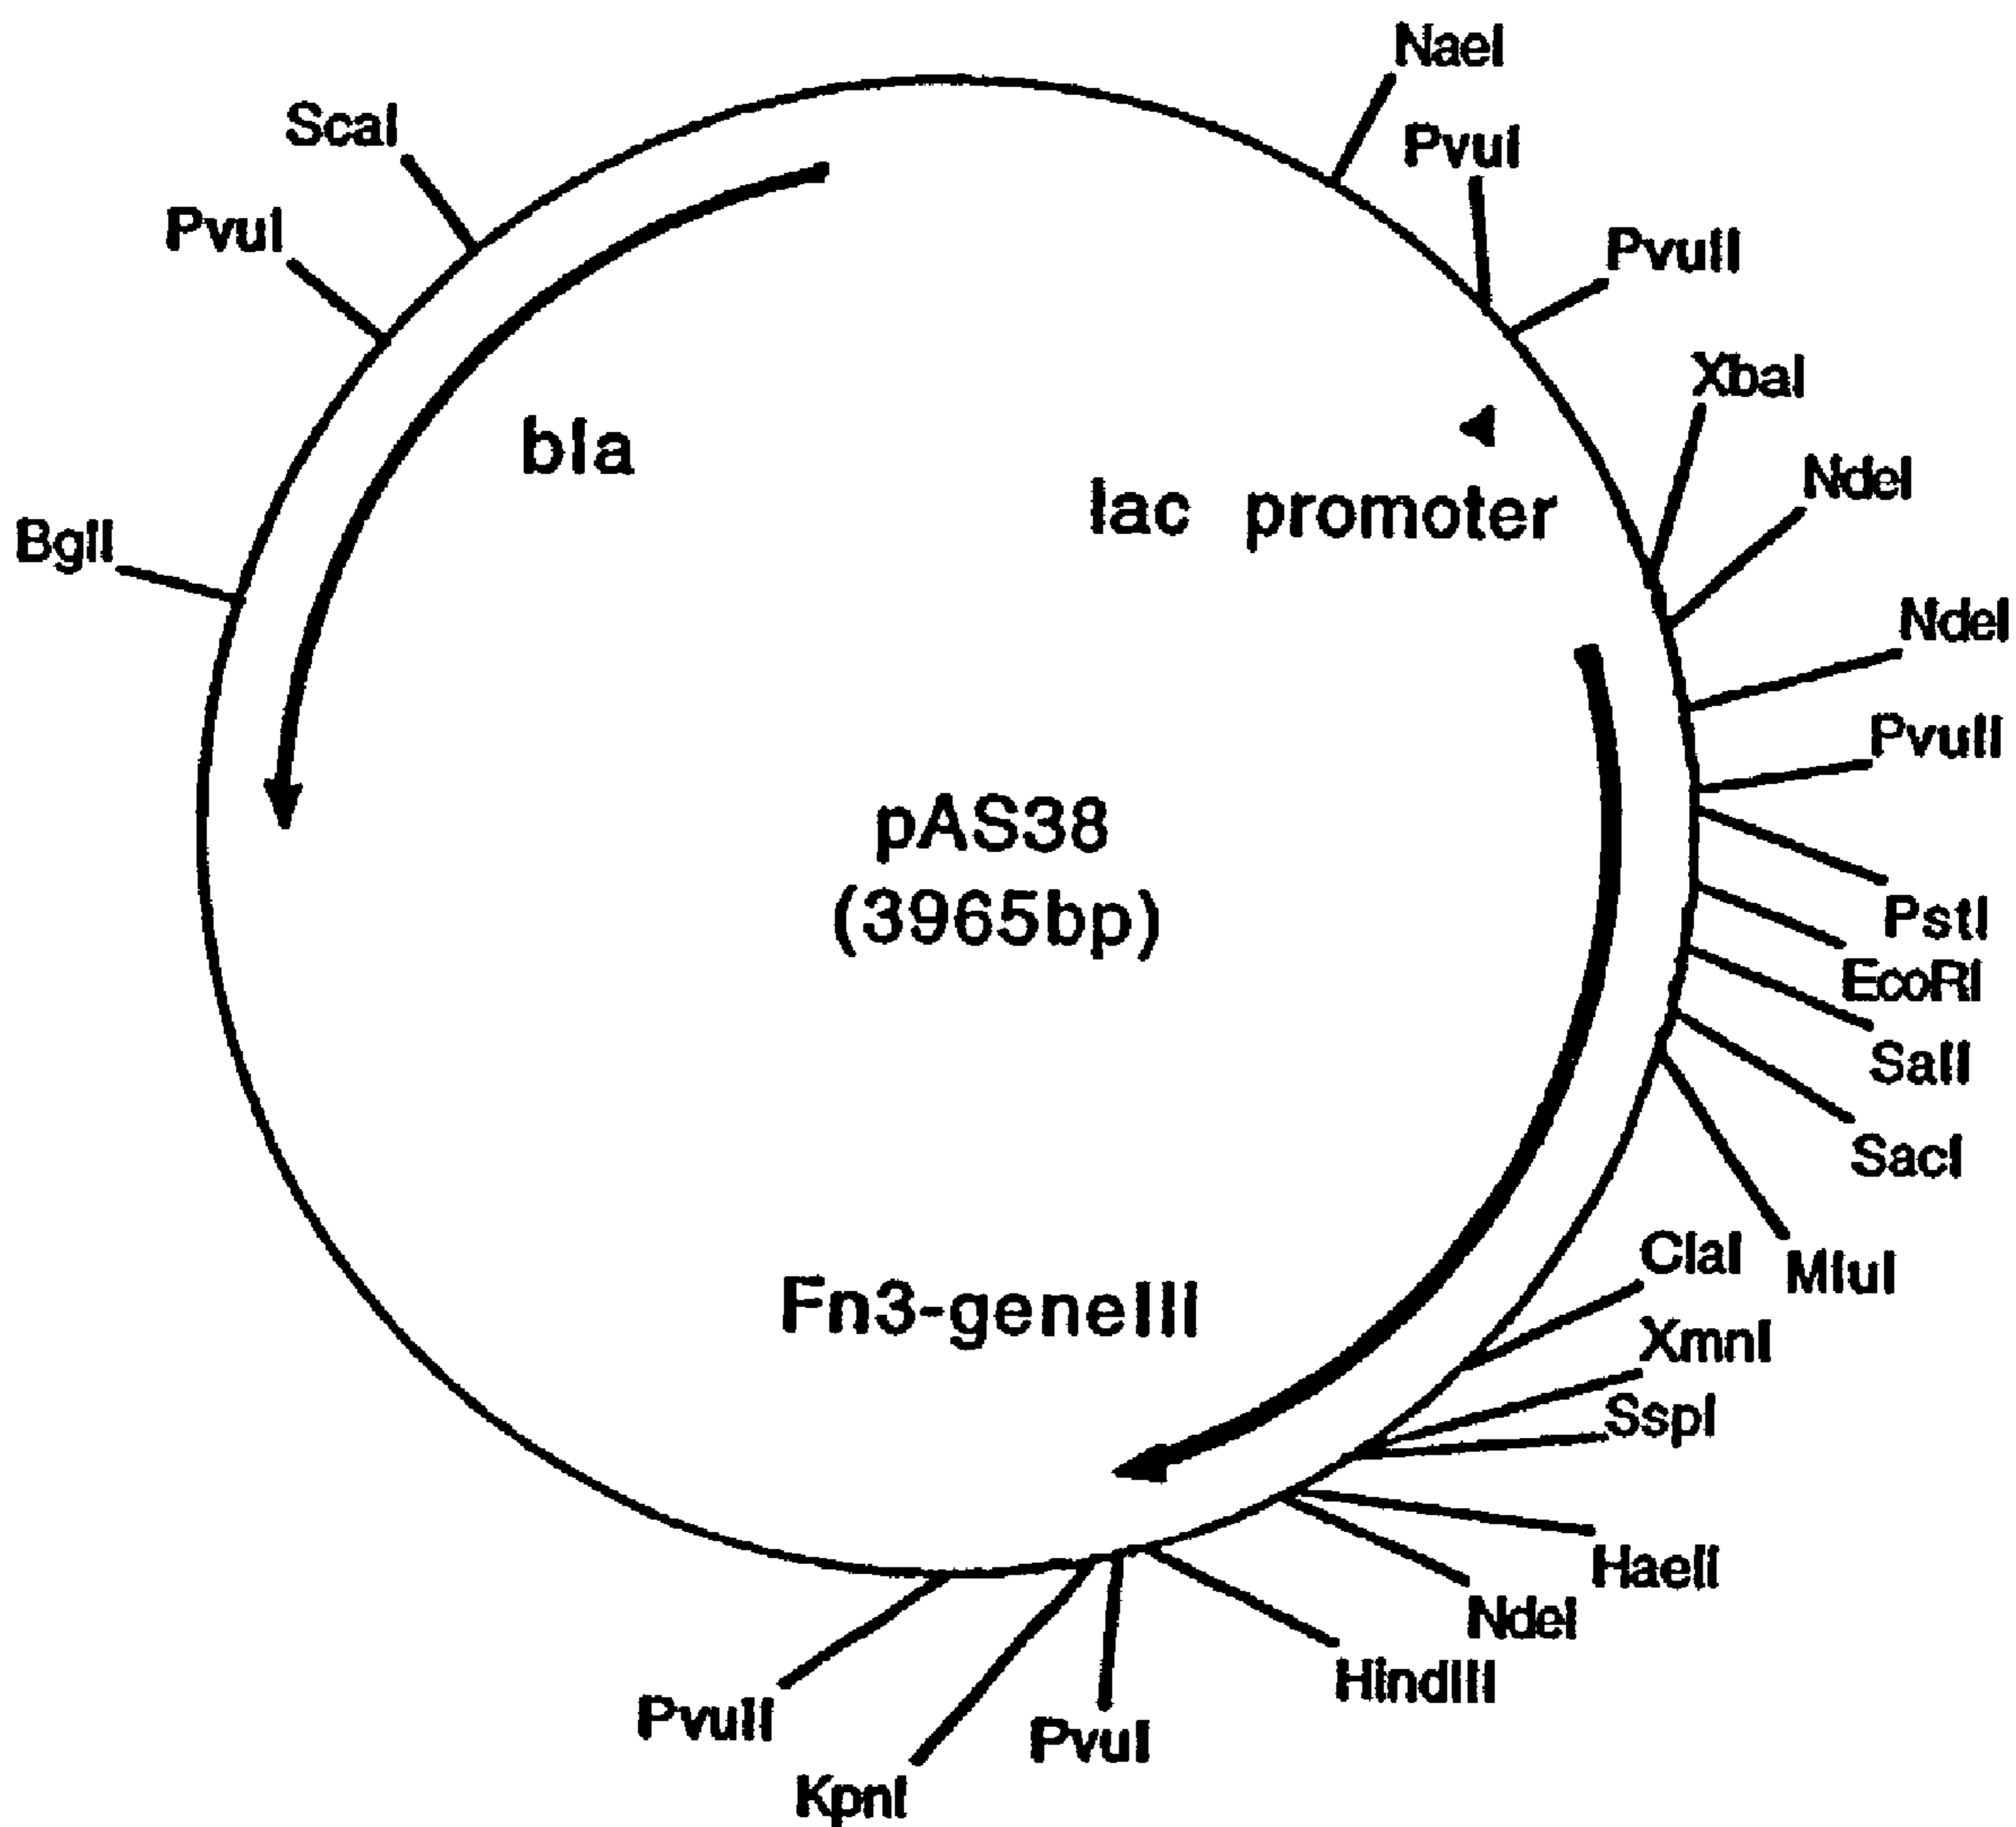 NaeI
ScaI
PvuI
PvuI
PvuII
XbaI
bla
NdeI
lac promoter
BglI
NdeI
PvuII
pAS38
(3965bp)
PstI
EcoRI
SalI
SacI
ClaI
MluI
Fn3-geneIII
XmnI
SspI
HaeII
NdeI
HindIII
PvuII
PvuI
KpnI